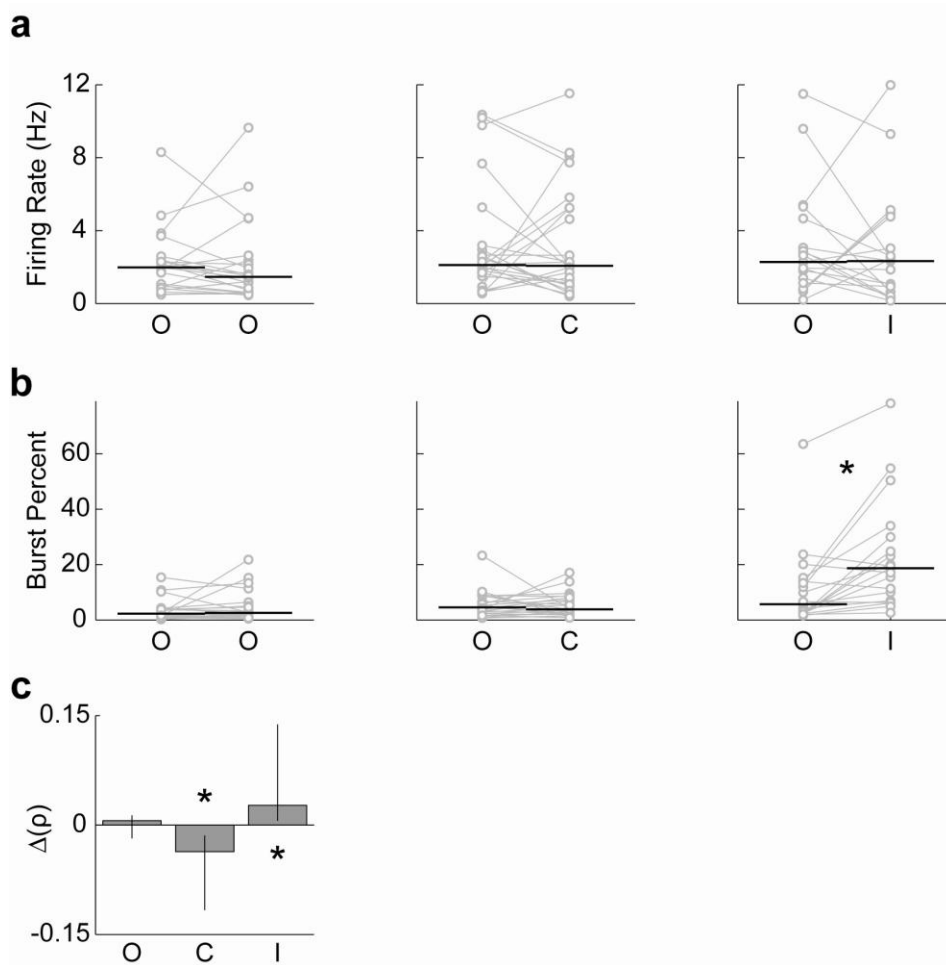 a
Firing Rate (Hz)
12
8
4
0
O O
O C
O I
b
Burst Percent
60
40
20
0
O O
O C
*
O I
c
Δ(ρ)
0.15
0
-0.15
*
*
O C I